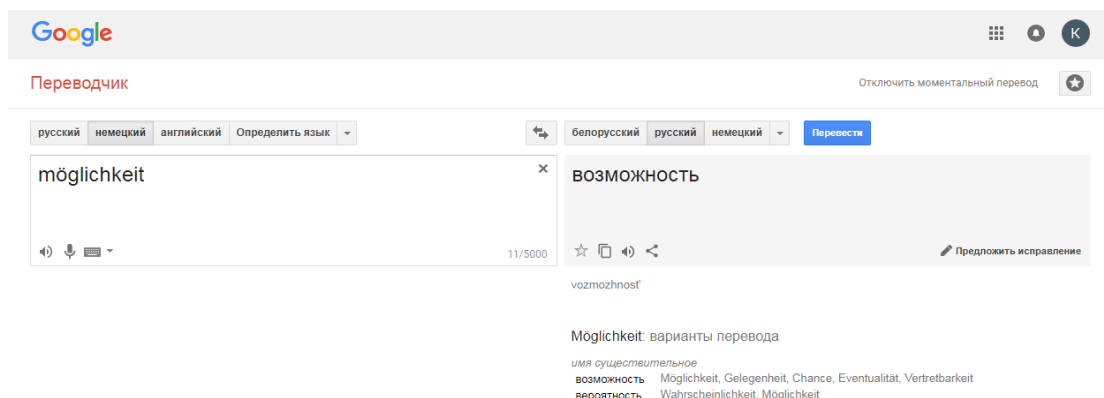 Google
K
Переводчик
Отключить моментальный перевод
русский немецкий английский Определить язык
белорусский русский немецкий Перевести
möglichkeit
возможность
11/5000
Предложить исправление
vozmozhnost'
Möglichkeit: варианты перевода
имя существительное
возможность Möglichkeit, Gelegenheit, Chance, Eventualität, Vertretbarkeit
вероятность Wahrscheinlichkeit, Möglichkeit